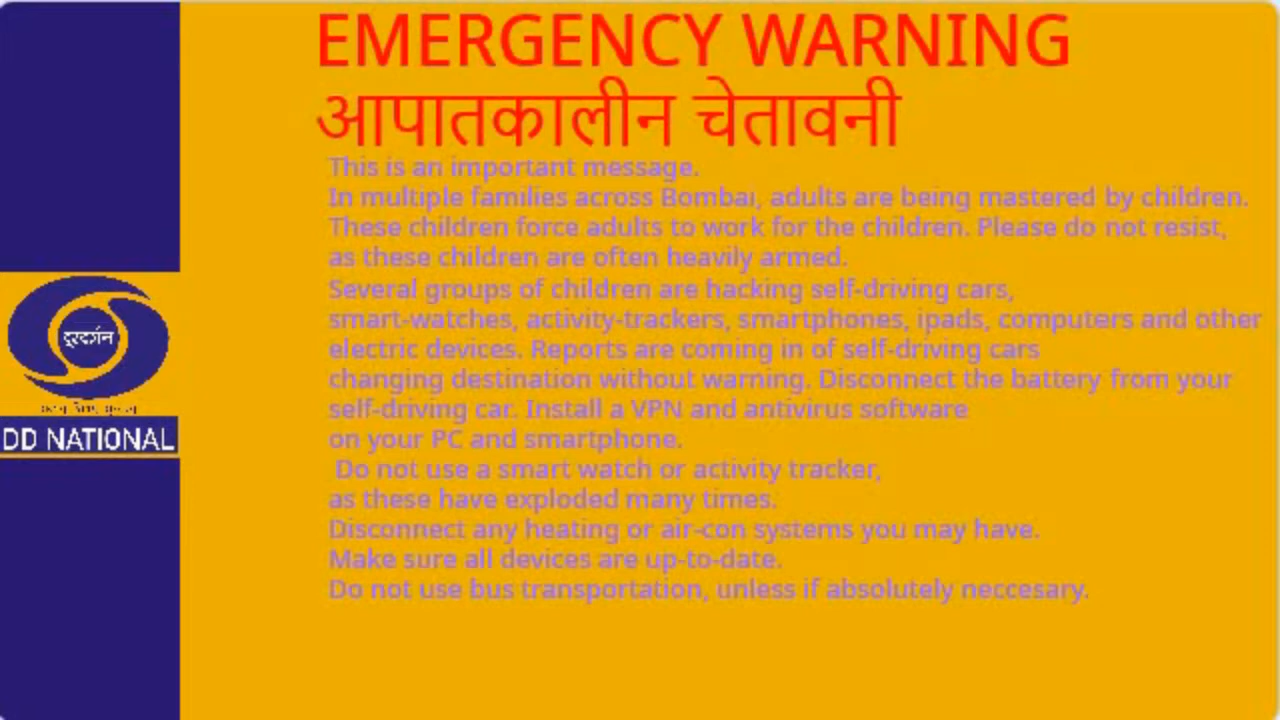 EMERGENCY WARNING
आपातकालीन चेतावनी
This is an important message.
In multiple families across Bombai, adults are being mastered by children.
These children force adults to work for the children. Please do not resist,
as these children are often heavily armed.
Several groups of children are hacking self-driving cars,
smart-watches, activity-trackers, smartphones, ipads, computers and other
electric devices. Reports are coming in of self-driving cars
changing destination without warning. Disconnect the battery from your
self-driving car. Install a VPN and antivirus software
on your PC and smartphone.
Do not use a smart watch or activity tracker,
as these have exploded many times.
Disconnect any heating or air-con systems you may have.
Make sure all devices are up-to-date.
Do not use bus transportation, unless if absolutely neccesary.
दूरदर्शन
DD NATIONAL